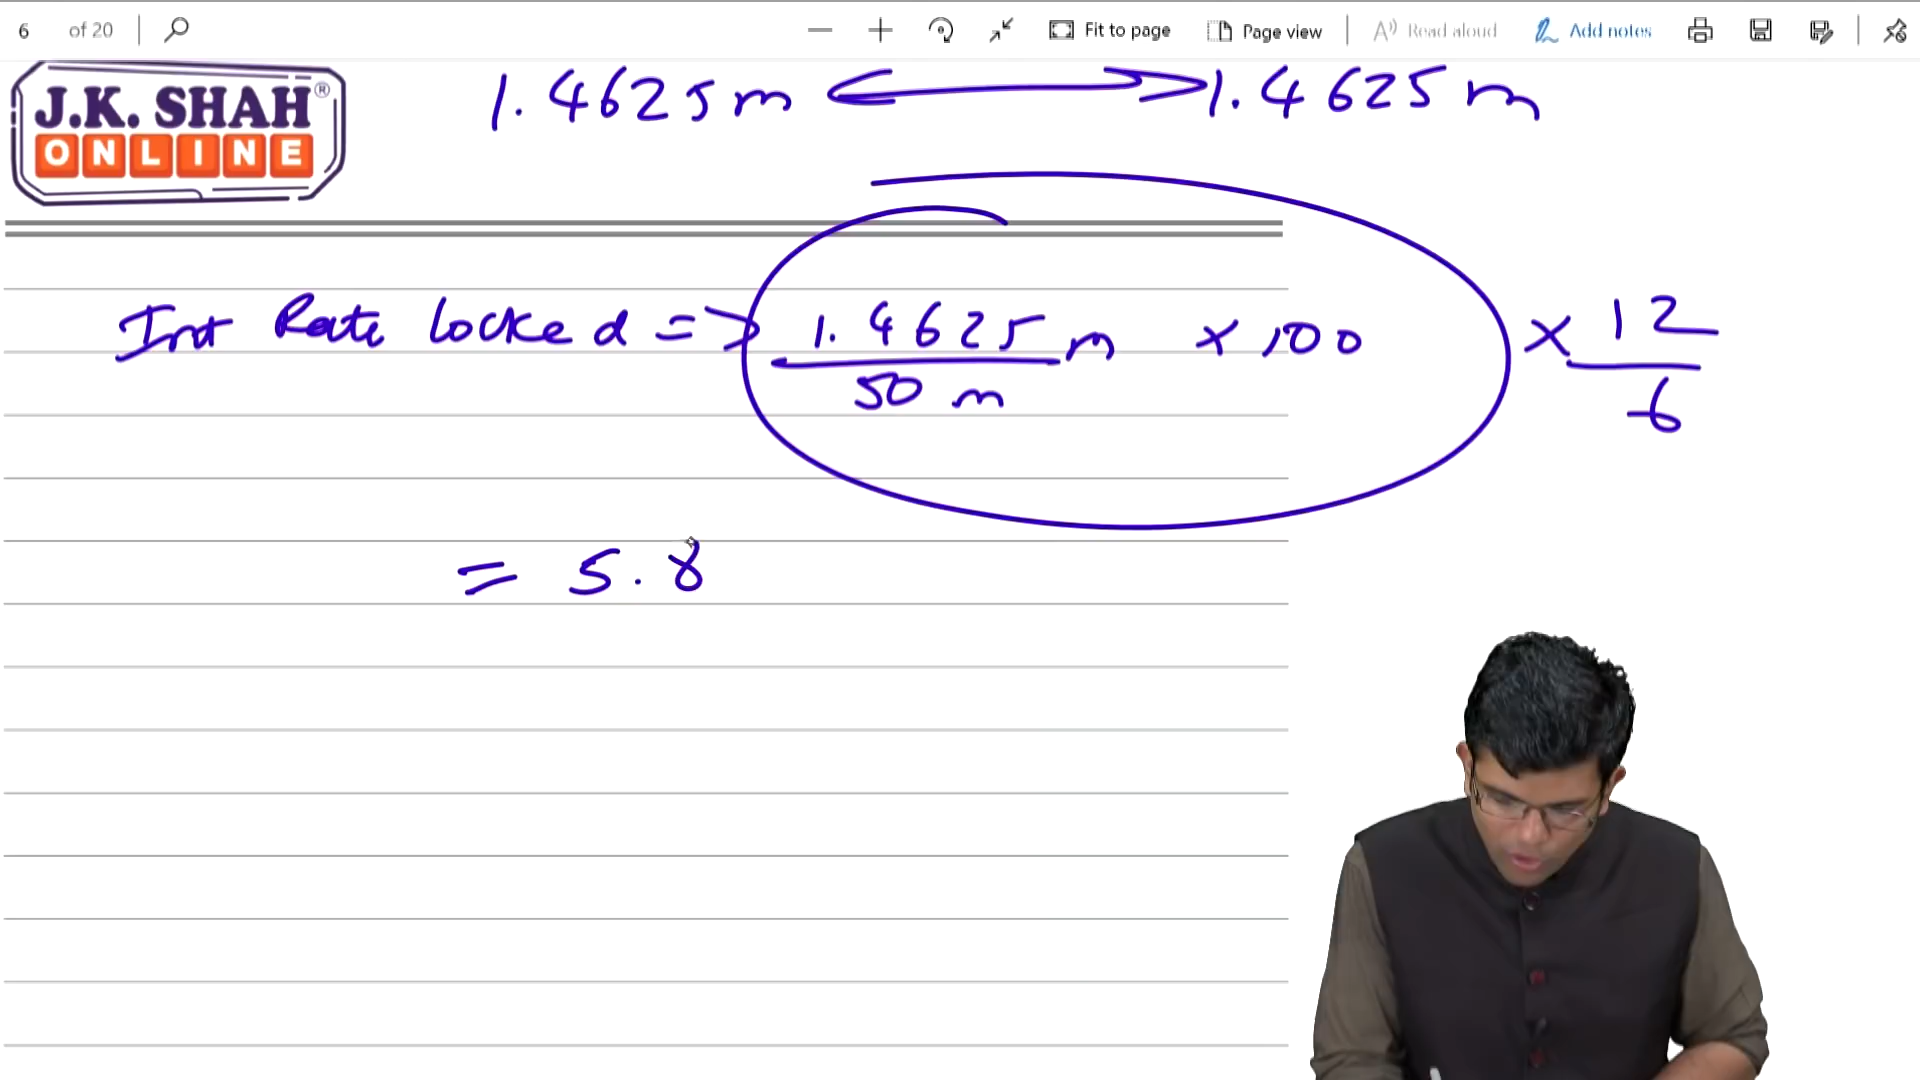 6 of 20 Fit to page Page view Read aloud Add notes
J.K. SHAH®
ONLINE
1.4625 m ⟷ 1.4625 m
Int Rate locked => 1.4625 m / 50 m × 100 × 12 / 6
= 5.8